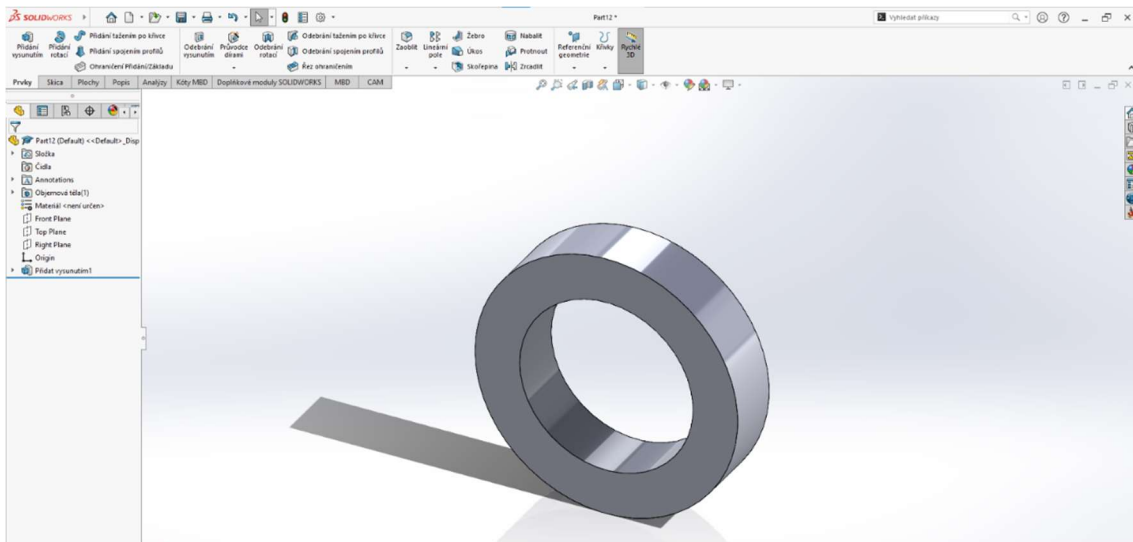 SOLIDWORKS
Part12 *
Vyhledat příkazy
Přidání vysunutím
Přidání rotací
Přidání tažením po křivce
Přidání spojením profilů
Ohraničení Přidání/Základu
Odebrání vysunutím
Průvodce dírami
Odebrání rotací
Odebrání tažením po křivce
Odebrání spojením profilů
Řez ohraničením
Zaoblit
Lineární pole
Žebro
Úkos
Skořepina
Nabalit
Protnout
Zrcadlit
Referenční geometrie
Křivky
Rychlé 3D
Prvky Skica Plochy Popis Analýzy Kóty MBD Doplňkové moduly SOLIDWORKS MBD CAM
Part12 (Default) <<Default>_Disp
Složka
Čidla
Annotations
Objemová těla(1)
Materiál <není určen>
Front Plane
Top Plane
Right Plane
Origin
Přidat vysunutím1